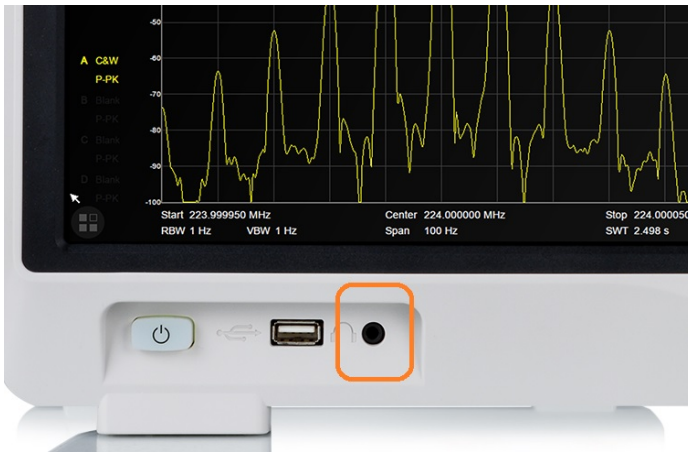 -50
-60
-70
-80
-90
-100
A C&W
P-PK
B Blank
P-PK
C Blank
P-PK
D Blank
P-PK
Start 223.999950 MHz Center 224.000000 MHz Stop 224.000050
RBW 1 Hz VBW 1 Hz Span 100 Hz SWT 2.498 s